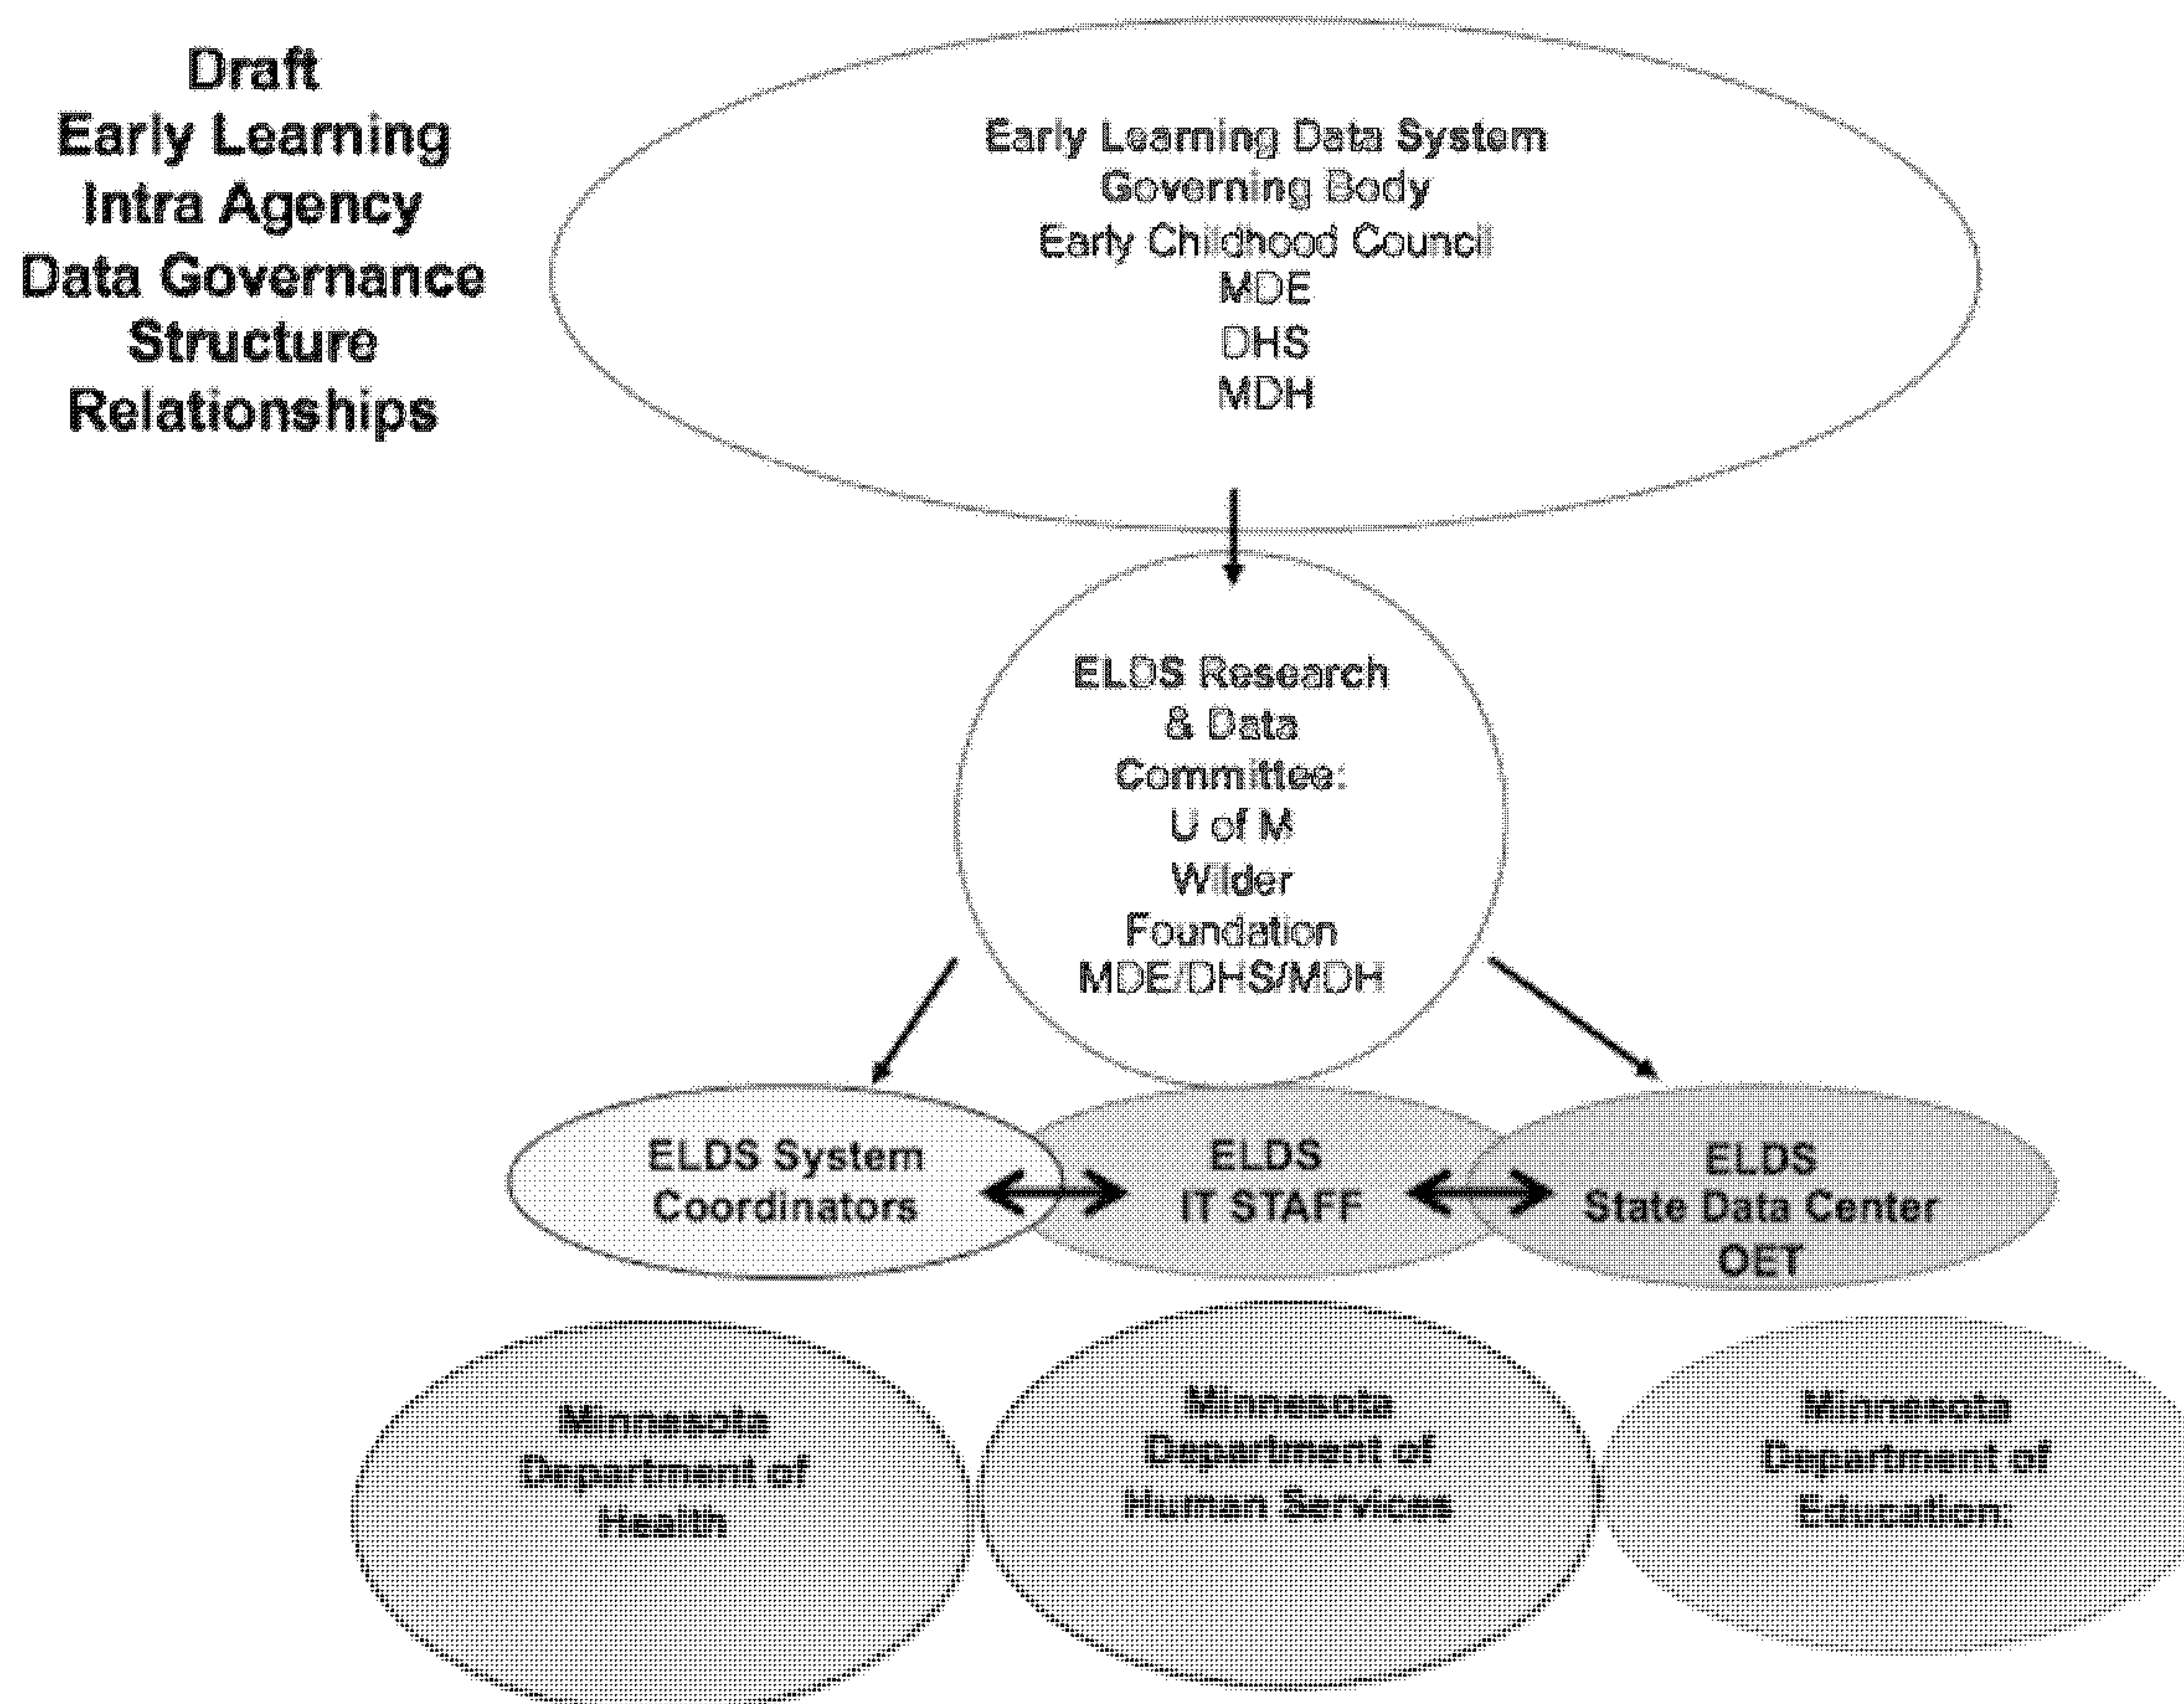 Draft
Early Learning
Intra Agency
Data Governance
Structure
Relationships
Early Learning Data System
Governing Body
Early Childhood Council
MDE
DHS
MDH
ELDS Research
& Data
Committee:
U of M
Wilder
Foundation
MDE/DHS/MDH
ELDS System
Coordinators
ELDS
IT STAFF
ELDS
State Data Center
OET
Minnesota
Department of
Health
Minnesota
Department of
Human Services
Minnesota
Department of
Education: